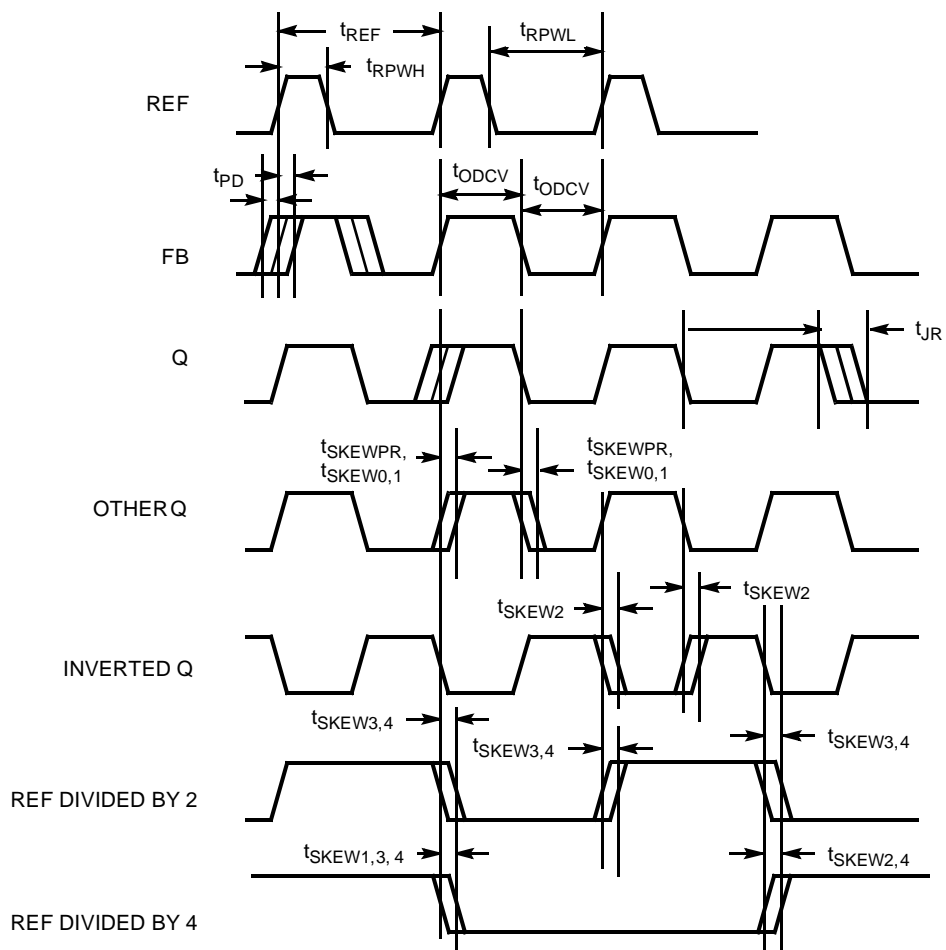 tREF
tRPWL
tRPWH
REF
tPD
tODCV
tODCV
FB
tJR
Q
tSKEWPR,
tSKEW0,1
tSKEWPR,
tSKEW0,1
OTHER Q
tSKEW2
tSKEW2
INVERTED Q
tSKEW3,4
tSKEW3,4
tSKEW3,4
REF DIVIDED BY 2
tSKEW1,3, 4
tSKEW2,4
REF DIVIDED BY 4